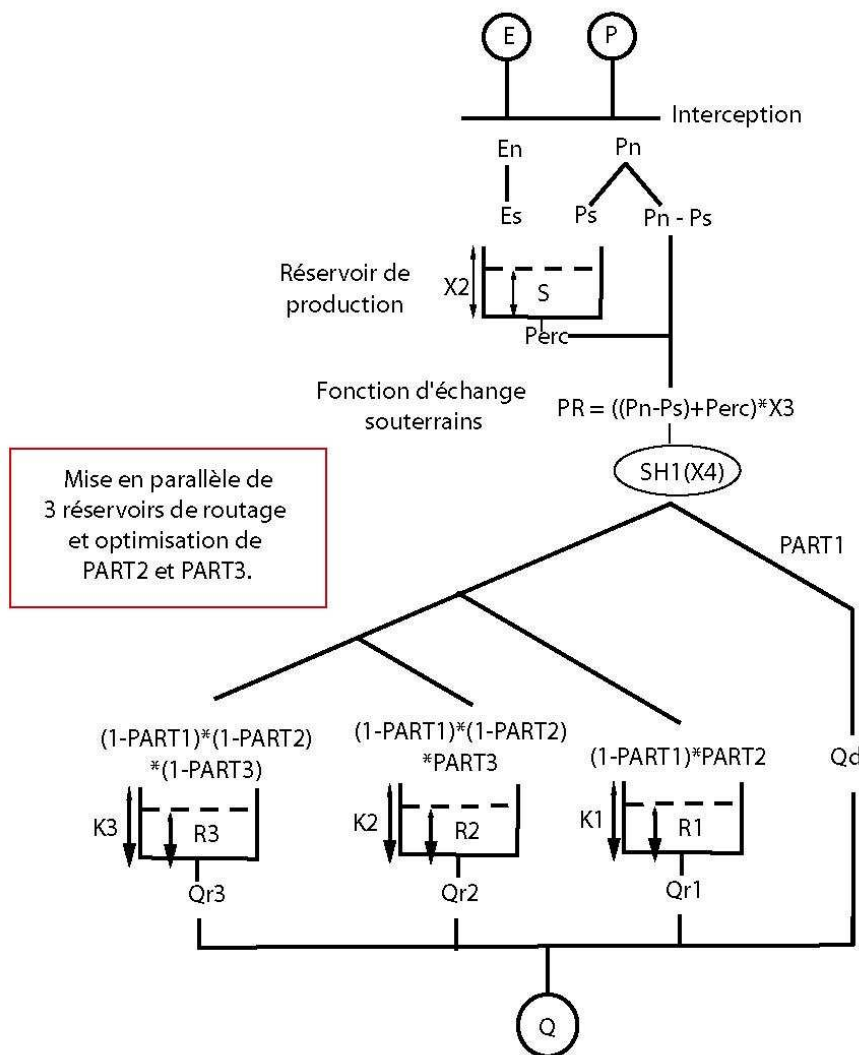 E
P
Interception
En
Pn
Es
Ps
Pn - Ps
Réservoir de
production
X2
S
Perc
Fonction d'échange
souterrains
PR = ((Pn-Ps)+Perc)*X3
SH1(X4)
Mise en parallèle de
3 réservoirs de routage
et optimisation de
PART2 et PART3.
PART1
(1-PART1)*(1-PART2)
*(1-PART3)
(1-PART1)*(1-PART2)
*PART3
(1-PART1)*PART2
Qd
K3
R3
K2
R2
K1
R1
Qr3
Qr2
Qr1
Q